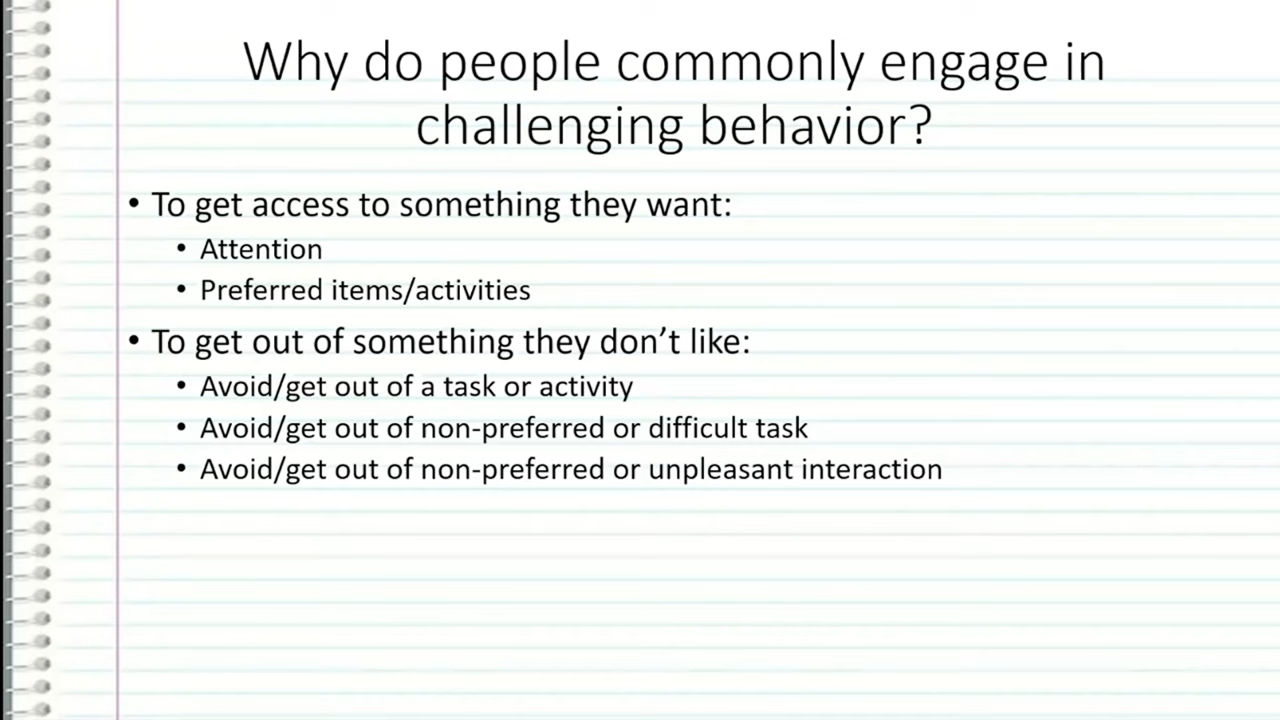 Why do people commonly engage in
challenging behavior?
• To get access to something they want:
• Attention
• Preferred items/activities
• To get out of something they don’t like:
• Avoid/get out of a task or activity
• Avoid/get out of non-preferred or difficult task
• Avoid/get out of non-preferred or unpleasant interaction